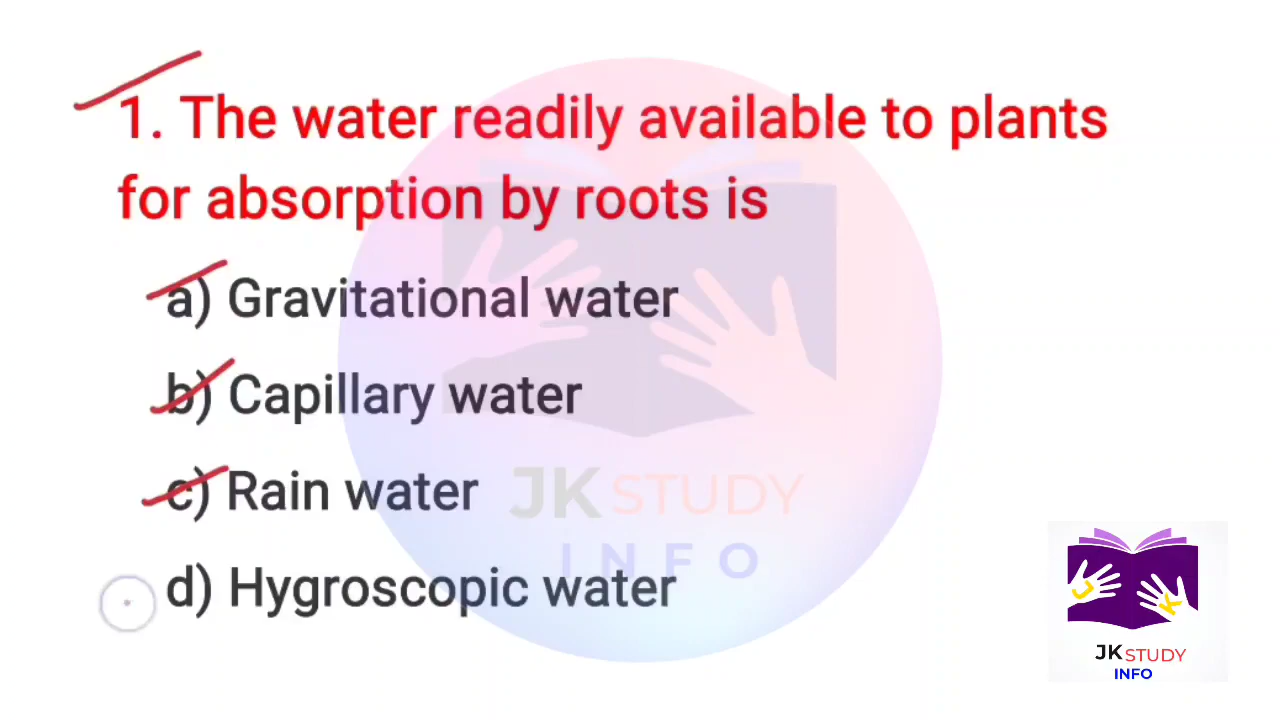 1. The water readily available to plants
for absorption by roots is
a) Gravitational water
b) Capillary water
c) Rain water
d) Hygroscopic water
JK STUDY
INFO
J K
JK STUDY
INFO